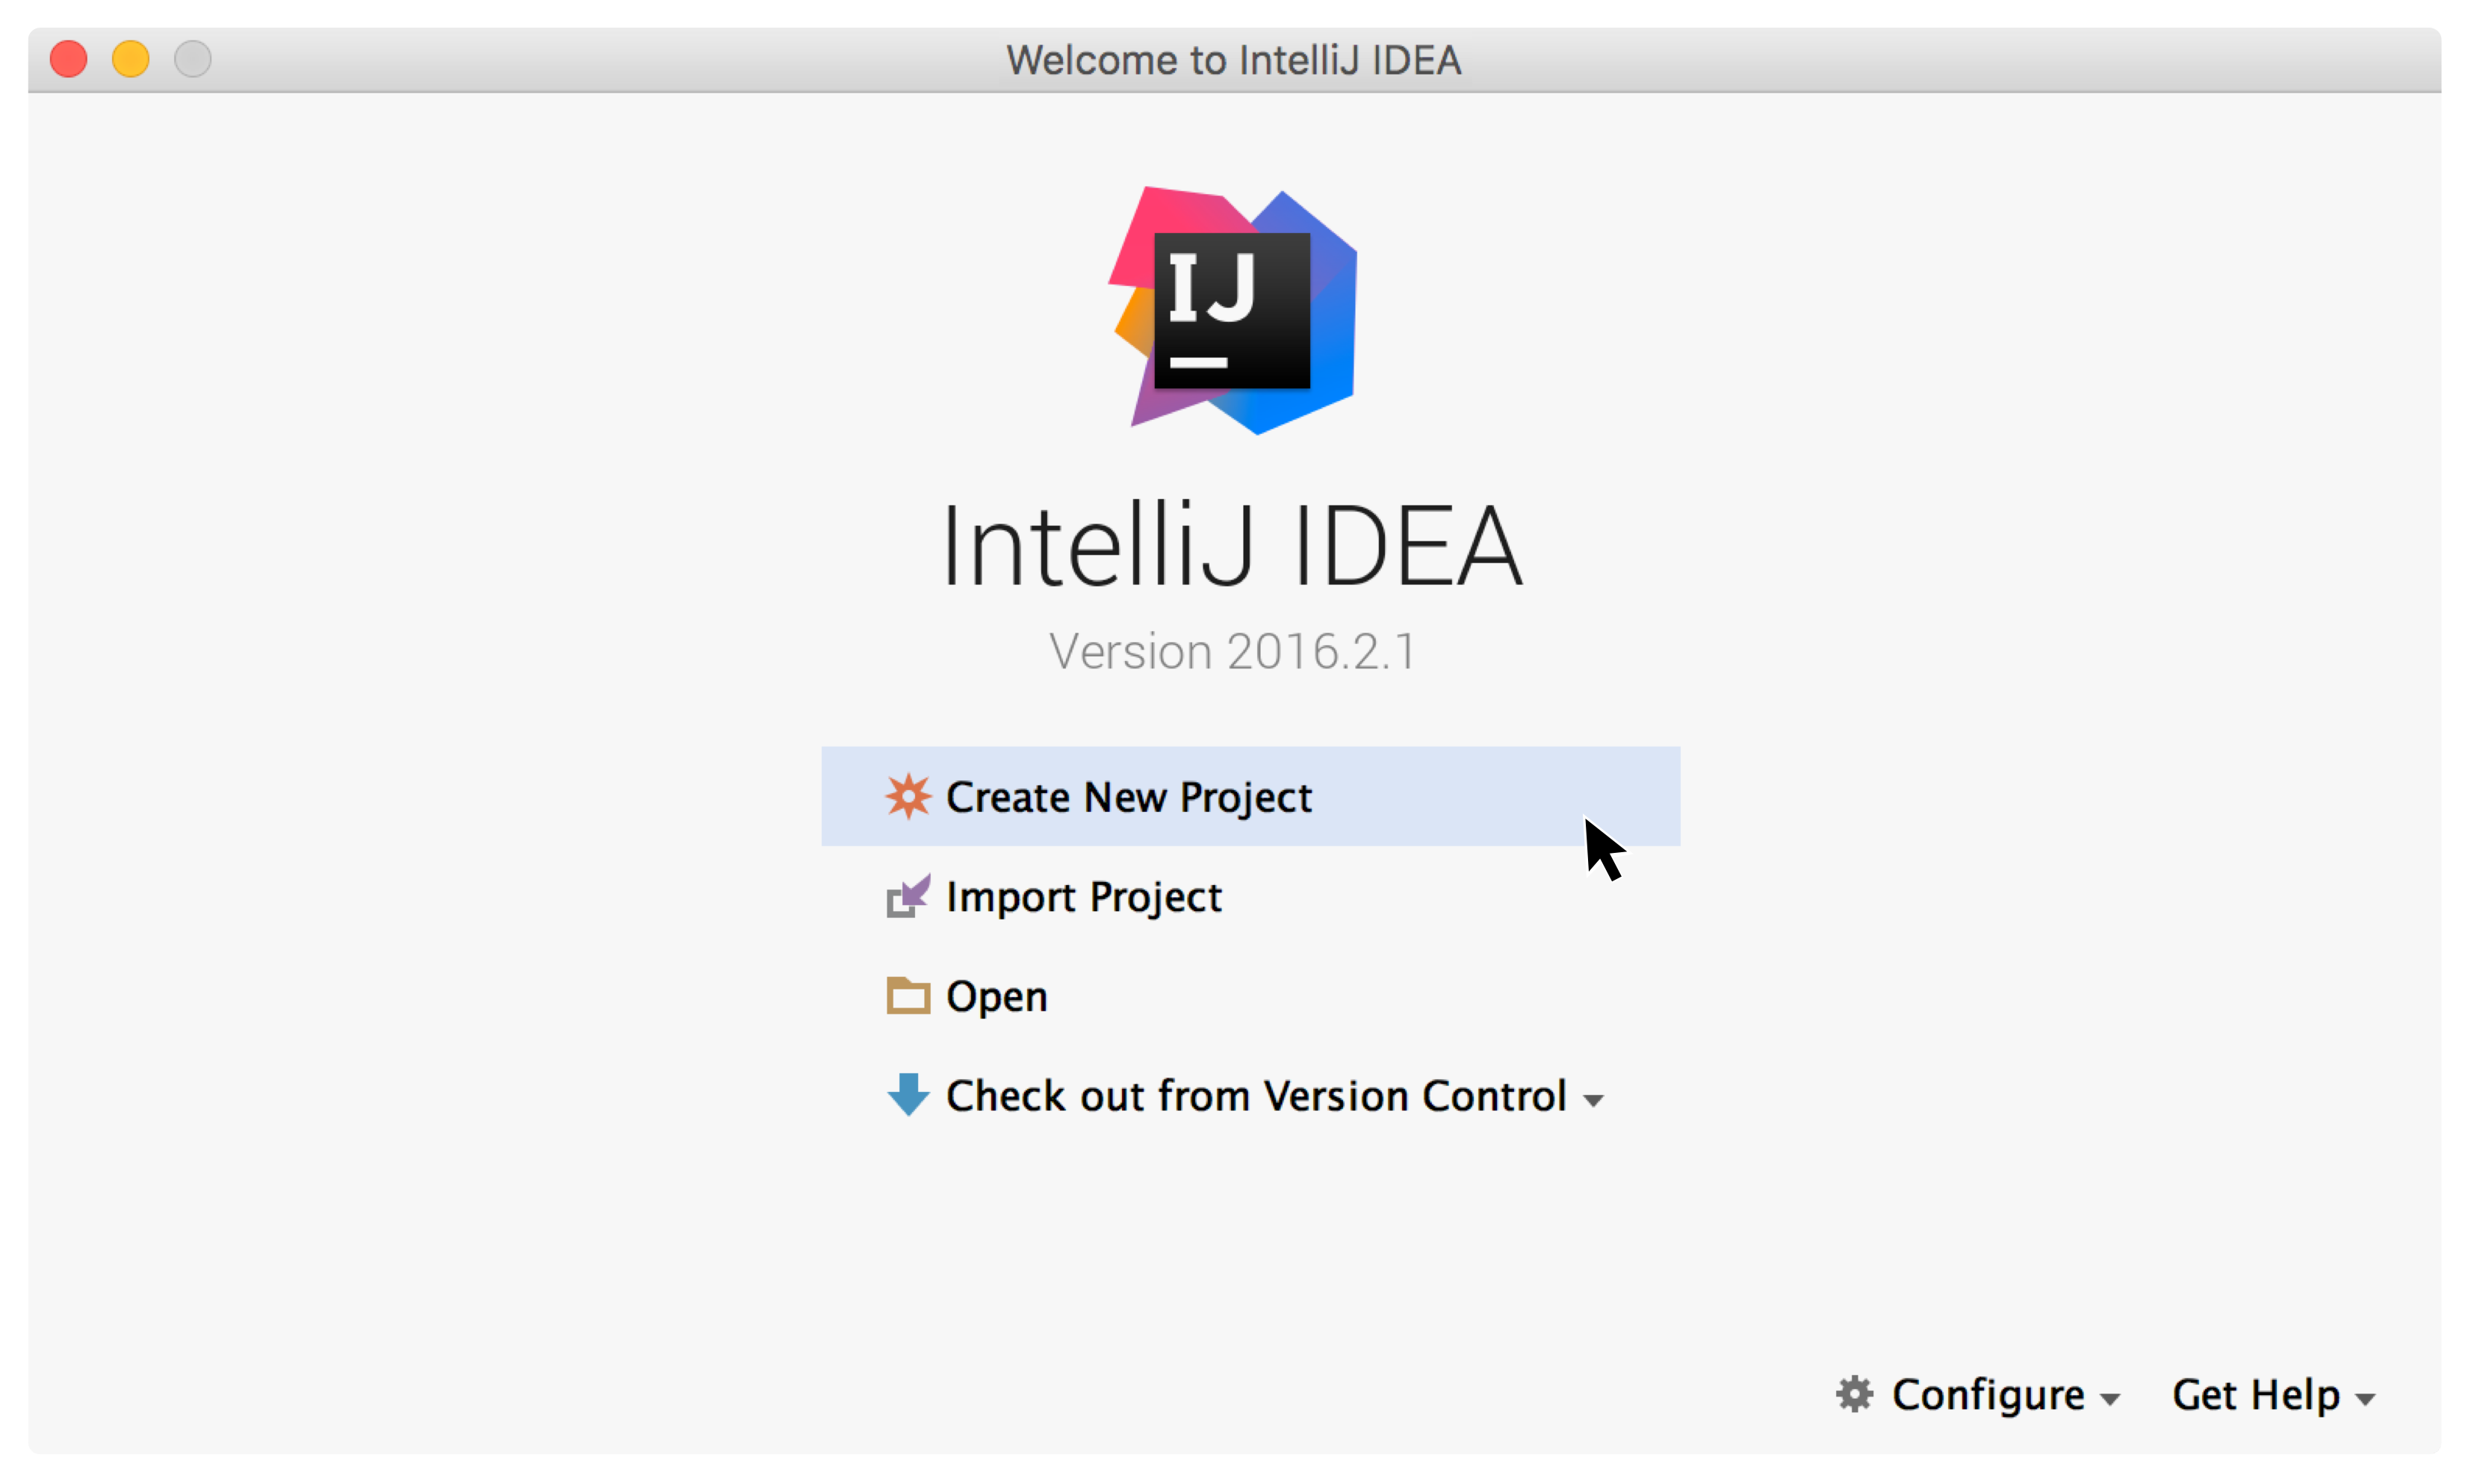 Welcome to IntelliJ IDEA
IJ
IntelliJ IDEA
Version 2016.2.1
Create New Project
Import Project
Open
Check out from Version Control
Configure
Get Help